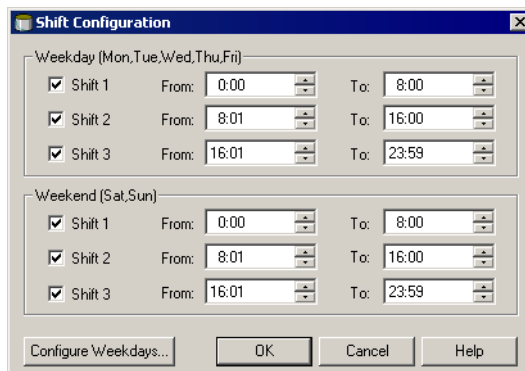 Shift Configuration
Weekday (Mon,Tue,Wed,Thu,Fri)
Shift 1 From: 0:00 To: 8:00
Shift 2 From: 8:01 To: 16:00
Shift 3 From: 16:01 To: 23:59
Weekend (Sat,Sun)
Shift 1 From: 0:00 To: 8:00
Shift 2 From: 8:01 To: 16:00
Shift 3 From: 16:01 To: 23:59
Configure Weekdays... OK Cancel Help